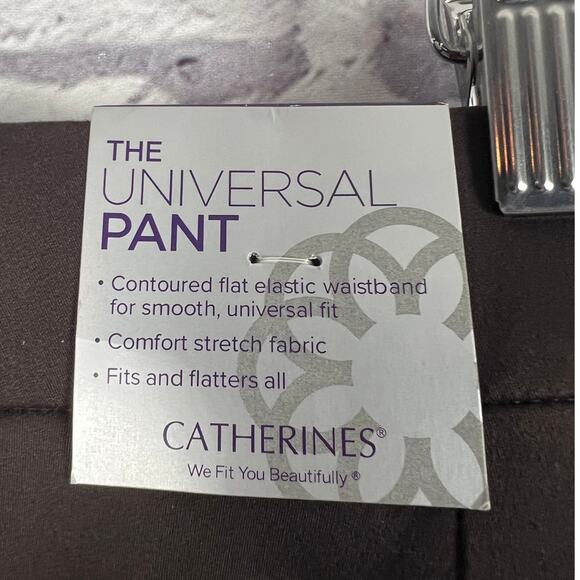 THE
UNIVERSAL
PANT
• Contoured flat elastic waistband
for smooth, universal fit
• Comfort stretch fabric
• Fits and flatters all
CATHERINES®
We Fit You Beautifully®